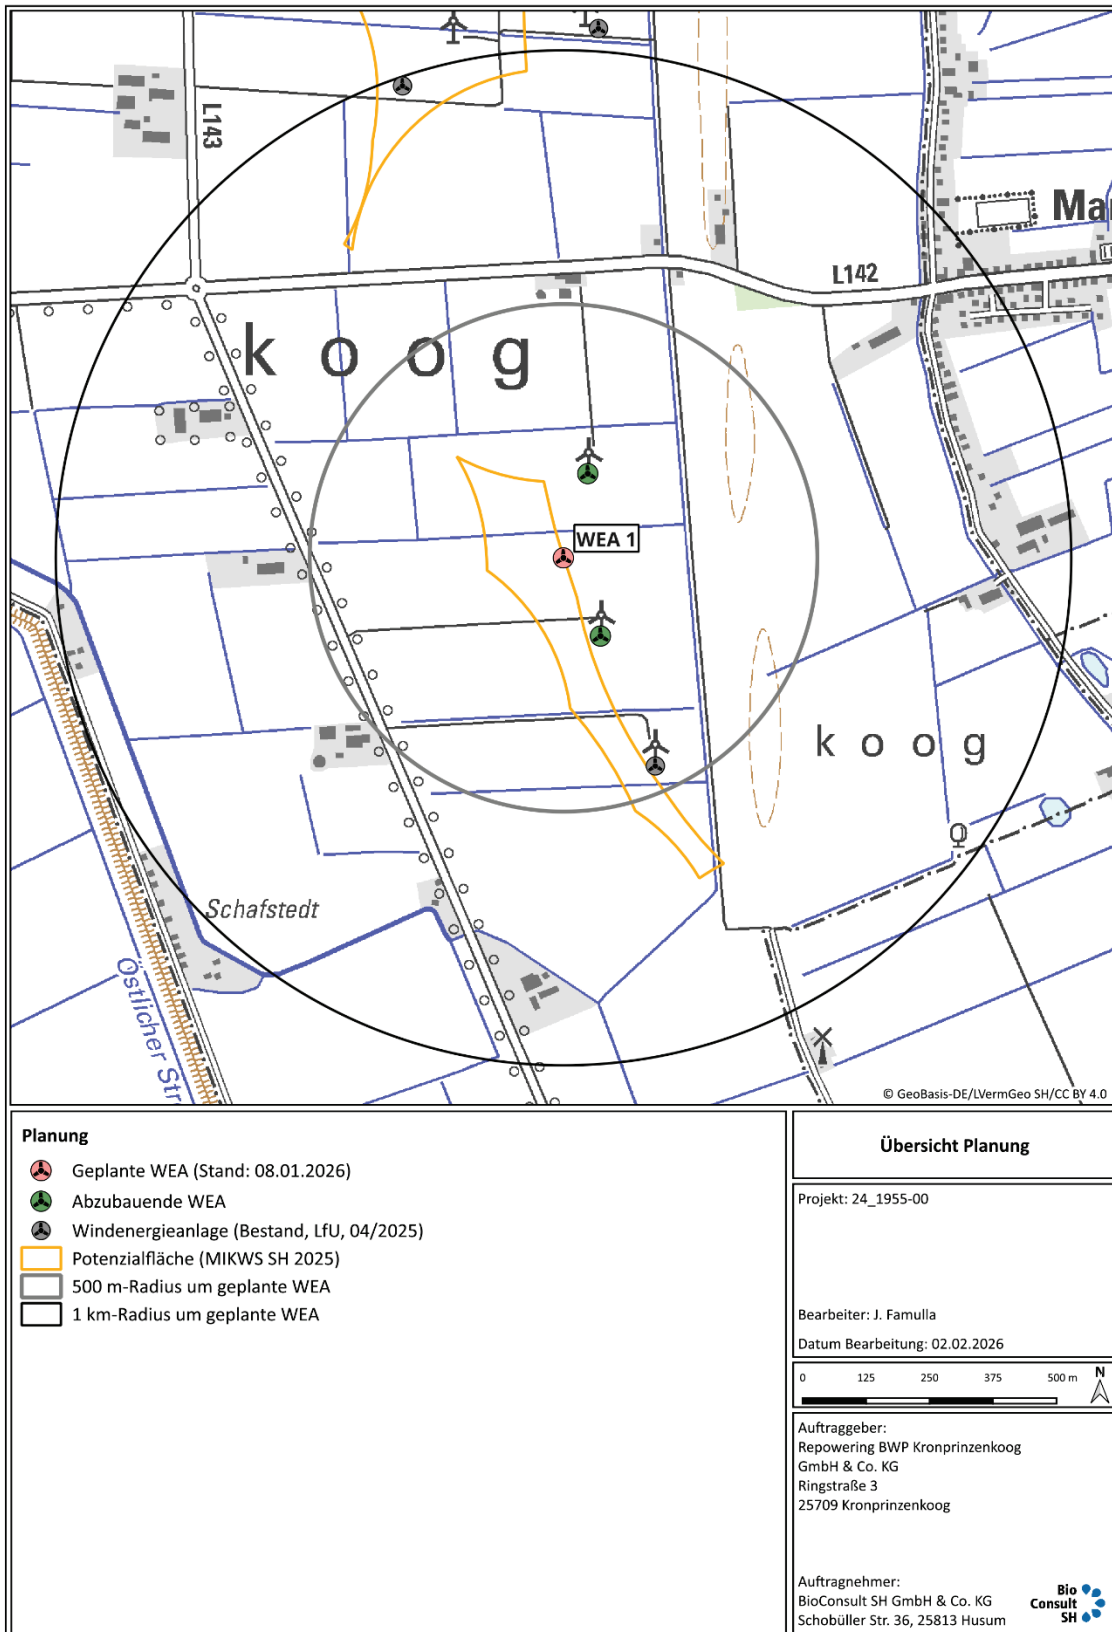 L143
Mar
L142
k o o g
WEA 1
k o o g
Schafstedt
Östlicher Str
© GeoBasis-DE/LVermGeo SH/CC BY 4.0
Planung
Geplante WEA (Stand: 08.01.2026)
Abzubauende WEA
Windenergieanlage (Bestand, LfU, 04/2025)
Potenzialfläche (MIKWS SH 2025)
500 m-Radius um geplante WEA
1 km-Radius um geplante WEA
Übersicht Planung
Projekt: 24_1955-00
Bearbeiter: J. Famulla
Datum Bearbeitung: 02.02.2026
0 125 250 375 500 m
N
Auftraggeber:
Repowering BWP Kronprinzenkoog
GmbH & Co. KG
Ringstraße 3
25709 Kronprinzenkoog
Auftragnehmer:
BioConsult SH GmbH & Co. KG
Schobüller Str. 36, 25813 Husum
Bio
Consult
SH